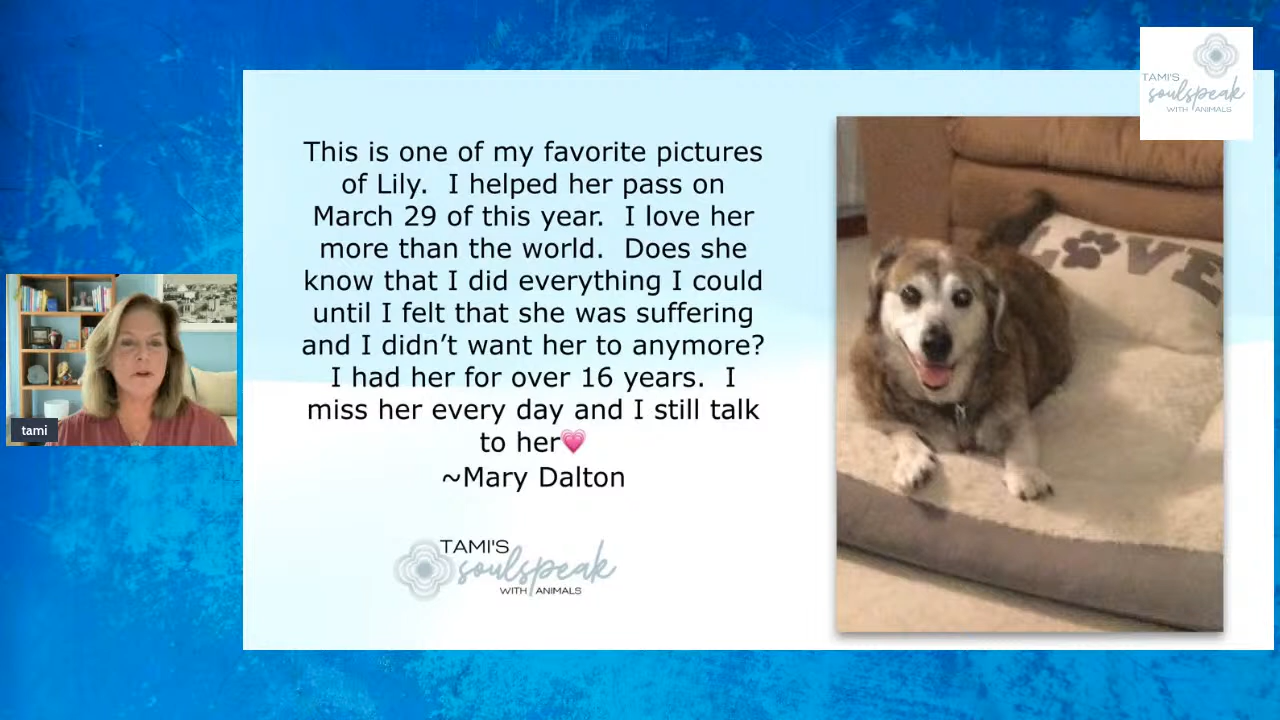 TAMI'S
soulspeak
WITH ANIMALS
This is one of my favorite pictures
of Lily.  I helped her pass on
March 29 of this year.  I love her
more than the world.  Does she
know that I did everything I could
until I felt that she was suffering
and I didn’t want her to anymore?
I had her for over 16 years.  I
miss her every day and I still talk
to her💗
~Mary Dalton
LOVE
tami
TAMI'S
soulspeak
WITH ANIMALS